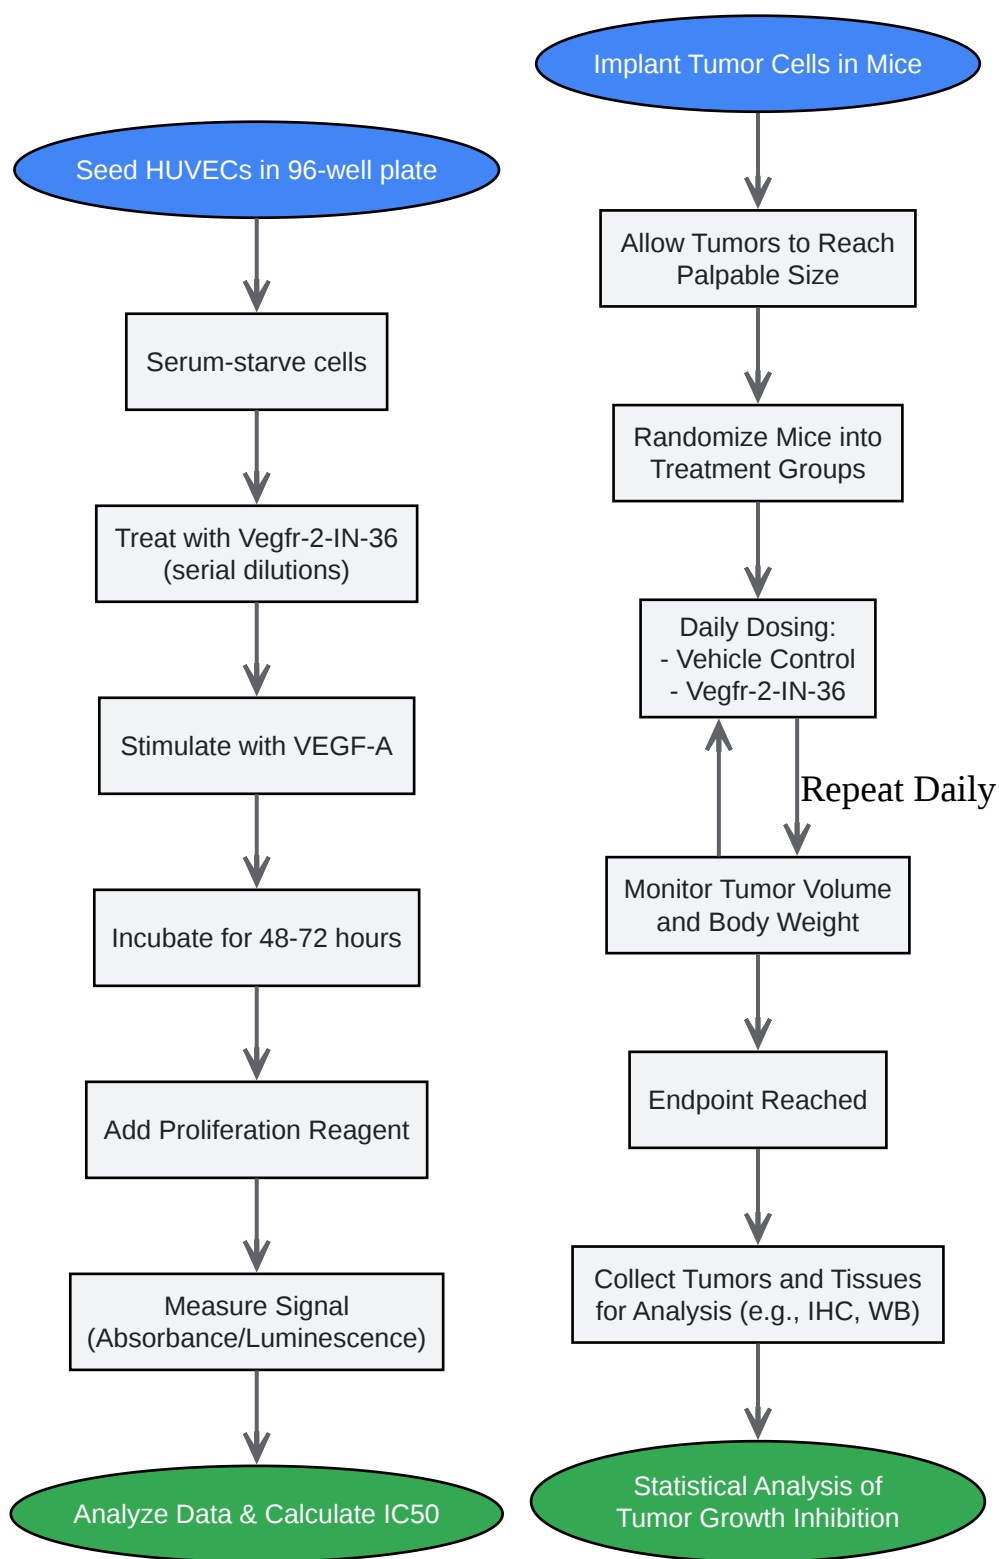 Seed HUVECs in 96-well plate
Serum-starve cells
Treat with Vegfr-2-IN-36
(serial dilutions)
Stimulate with VEGF-A
Incubate for 48-72 hours
Add Proliferation Reagent
Measure Signal
(Absorbance/Luminescence)
Analyze Data & Calculate IC50
Implant Tumor Cells in Mice
Allow Tumors to Reach
Palpable Size
Randomize Mice into
Treatment Groups
Daily Dosing:
- Vehicle Control
- Vegfr-2-IN-36
Repeat Daily
Monitor Tumor Volume
and Body Weight
Endpoint Reached
Collect Tumors and Tissues
for Analysis (e.g., IHC, WB)
Statistical Analysis of
Tumor Growth Inhibition